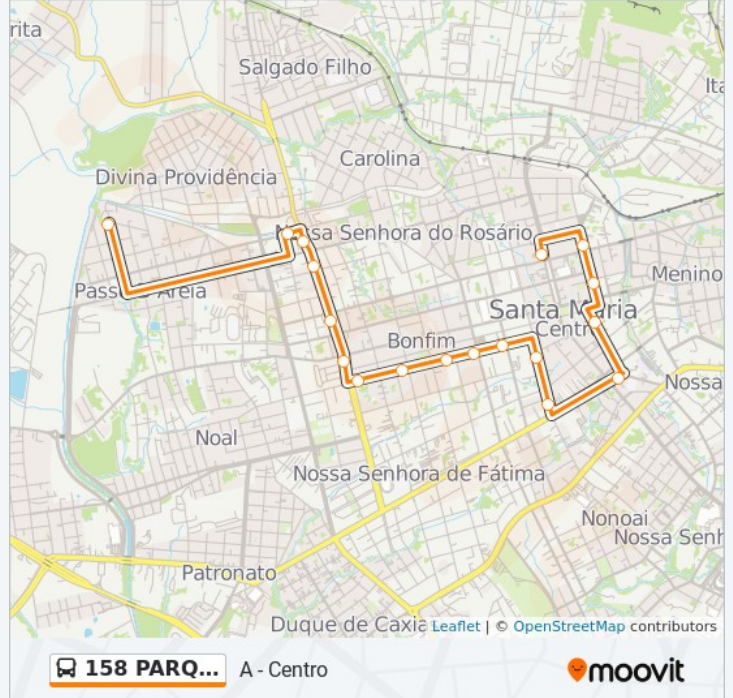 rita
Salgado Filho
Ita
Carolina
Divina Providência
Nossa Senhora do Rosário
Menino
Passo d'Areia
Santa Maria
Centro
Bonfim
Nossa
Noal
Nossa Senhora de Fátima
Nonoai
Nossa Senh
Patronato
Duque de Caxia
Leaflet | © OpenStreetMap contributors
158 PARQ...
A - Centro
moovit